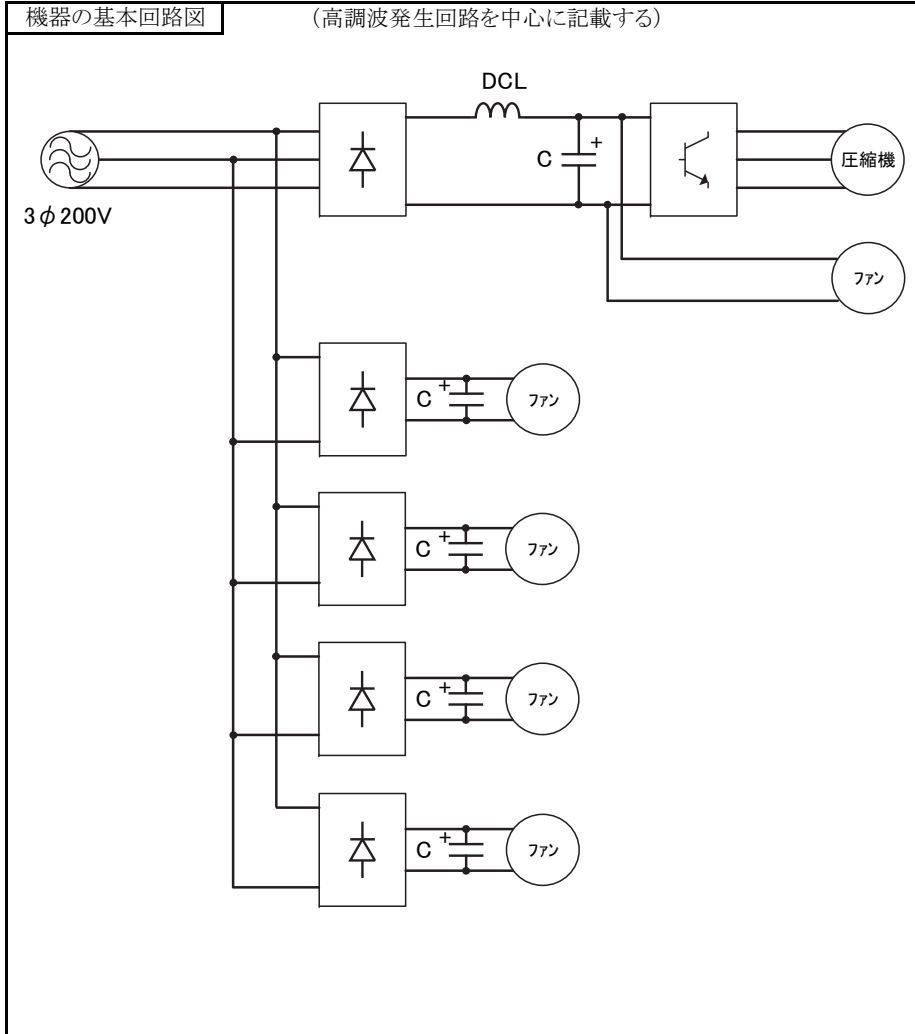 機器の基本回路図 (高調波発生回路を中心に記載する)
DCL
C +
圧縮機
3φ200V
ファン
C + ファン
C + ファン
C + ファン
C + ファン